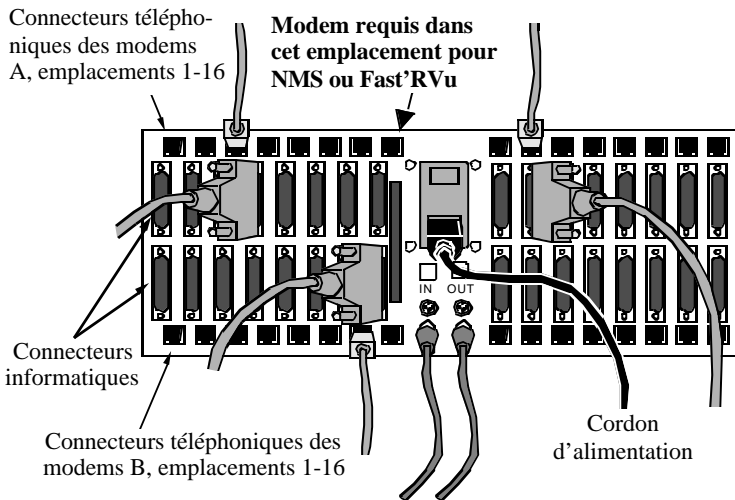 Connecteurs télépho-
niques des modems
A, emplacements 1-16
Modem requis dans
cet emplacement pour
NMS ou Fast’RVu
IN OUT
Connecteurs
informatiques
Connecteurs téléphoniques des
modems B, emplacements 1-16
Cordon
d’alimentation